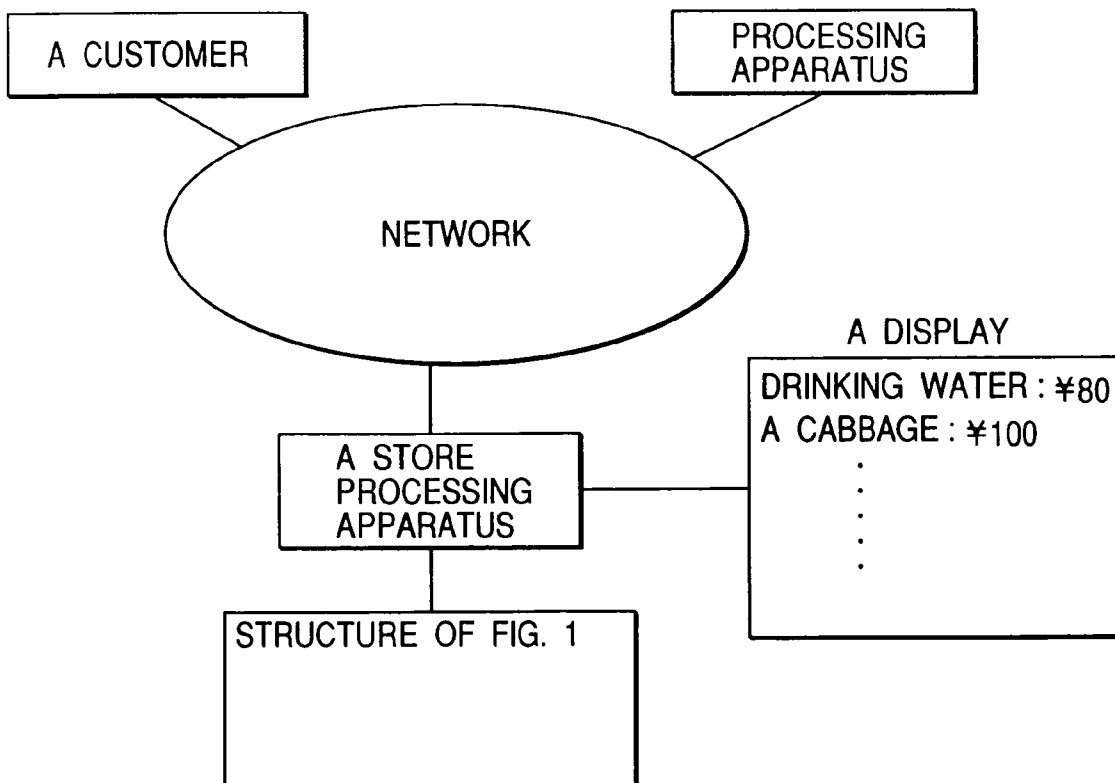 A CUSTOMER
PROCESSING
APPARATUS
NETWORK
A DISPLAY
DRINKING WATER : ¥80
A CABBAGE : ¥100
A STORE
PROCESSING
APPARATUS
STRUCTURE OF FIG. 1